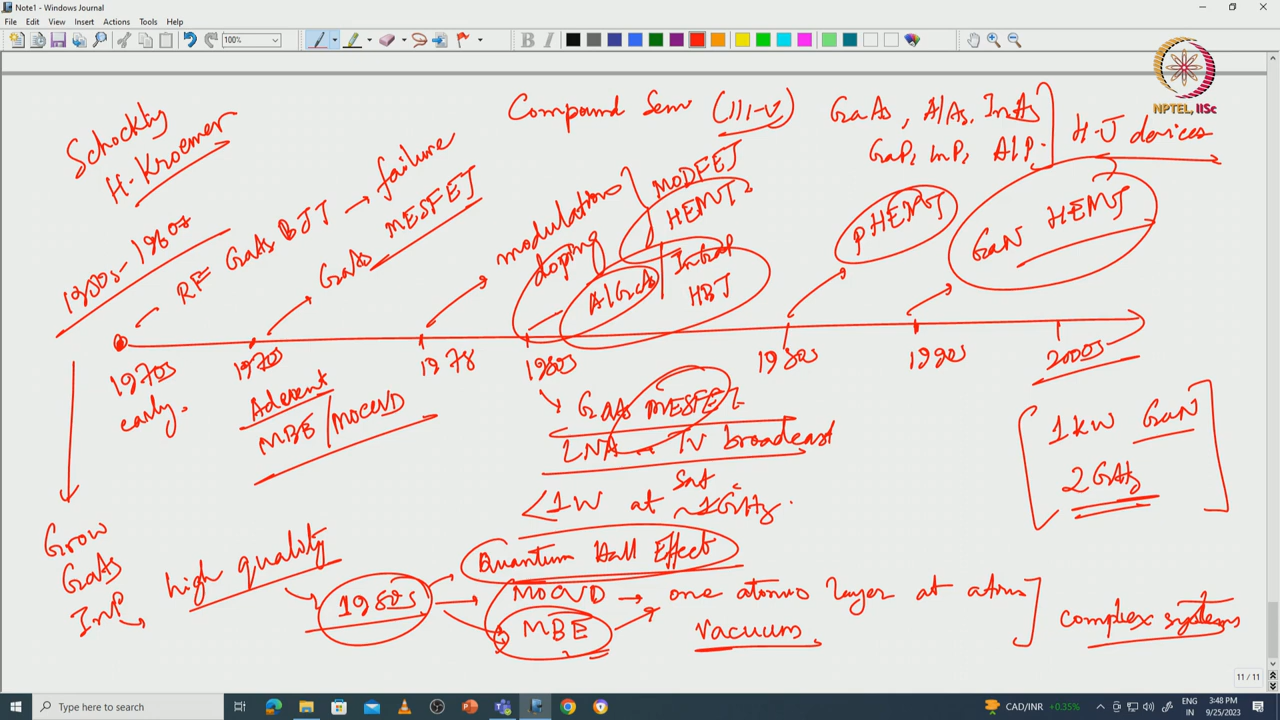 Note1 - Windows Journal
File Edit View Insert Actions Tools Help
100%
B I
NPTEL, IISc
Compound Semi (III-V)
GaAs, AlAs, InAs
GaP, InP, AlP.
H-J devices
Schockly
H. Kroemer
1950s-1960s
RF GaAs BJT → failure
GaAs MESFET
modulation
doping
MODFET
HEMT
AlGaAs
HBT
pHEMT
GaN HEMT
1970s
early.
1970s
1978
1980s
1980s
1990s
2000s
Adevent
MBE / MOCVD
GaAs MESFET
LNA - TV broadcast
Sat
<1W at ~1GHz.
1kW GaN
2GHz
Grow
GaAs
InP
high quality
1980s
Quantum Hall Effect
MOCVD → one atomic layer at atom
MBE
vacuum
complex systems
11 / 11
Type here to search
CAD/INR +0.35%
ENG
IN
3:48 PM
9/25/2023